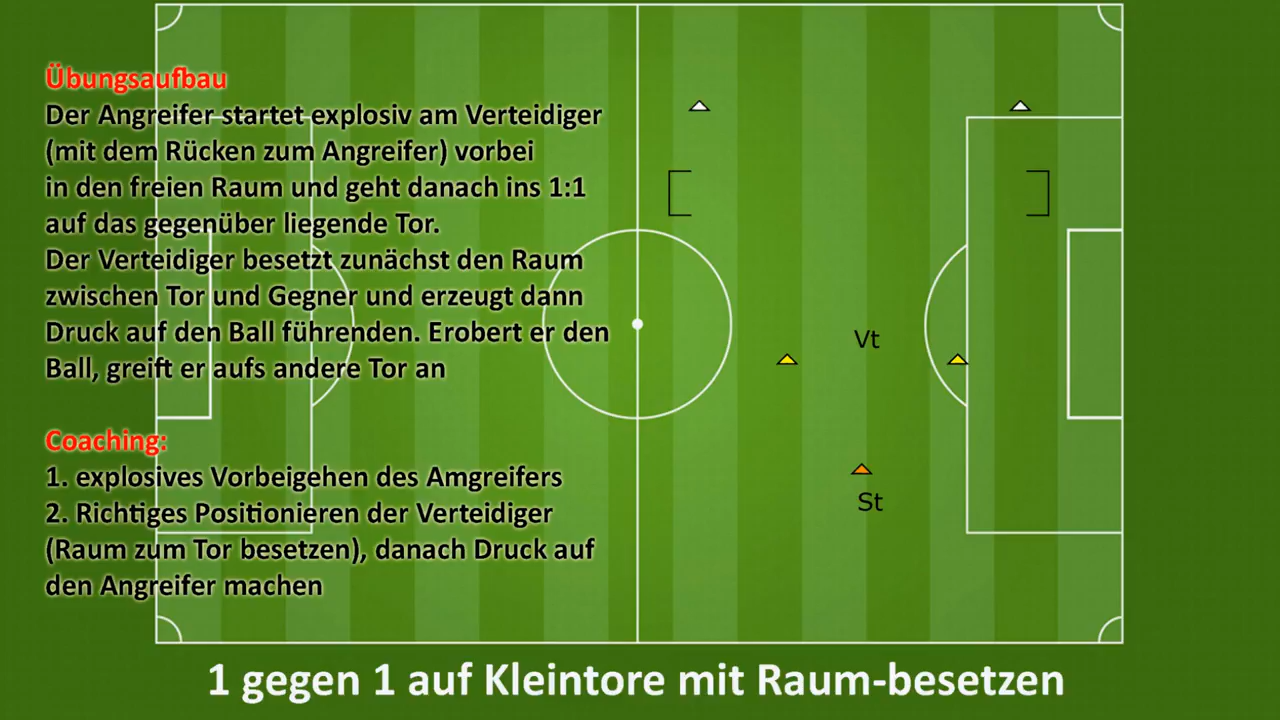 Übungsaufbau
Der Angreifer startet explosiv am Verteidiger
(mit dem Rücken zum Angreifer) vorbei
in den freien Raum und geht danach ins 1:1
auf das gegenüber liegende Tor.
Der Verteidiger besetzt zunächst den Raum
zwischen Tor und Gegner und erzeugt dann
Druck auf den Ball führenden. Erobert er den
Ball, greift er aufs andere Tor an
Coaching:
1. explosives Vorbeigehen des Amgreifers
2. Richtiges Positionieren der Verteidiger
(Raum zum Tor besetzen), danach Druck auf
den Angreifer machen
Vt
St
1 gegen 1 auf Kleintore mit Raum-besetzen